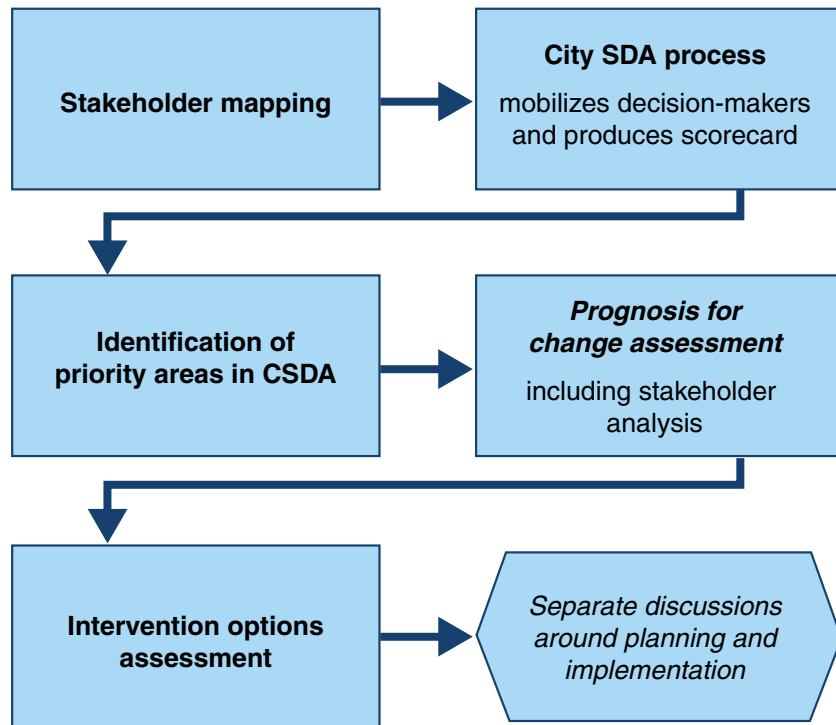 Stakeholder mapping
City SDA process
mobilizes decision-makers
and produces scorecard
Identification of
priority areas in CSDA
Prognosis for
change assessment
including stakeholder
analysis
Intervention options
assessment
Separate discussions
around planning and
implementation